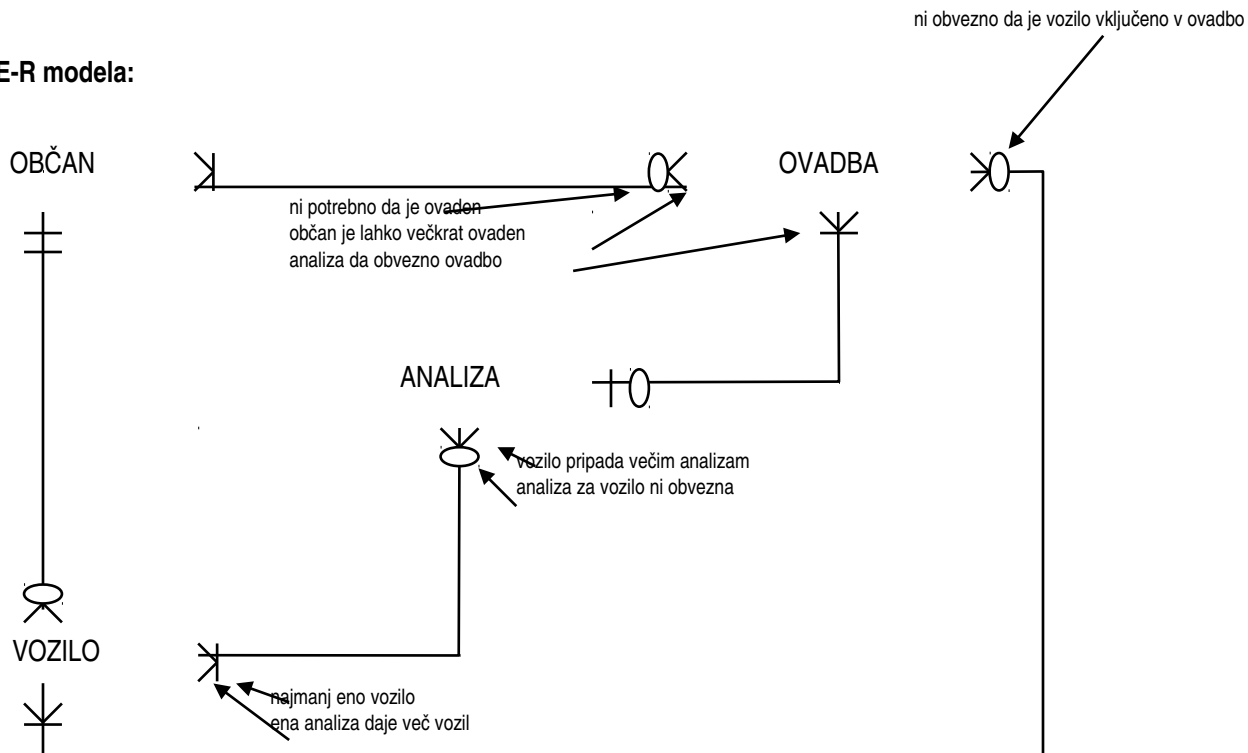 ni obvezno da je vozilo vključeno v ovadbo
E-R modela:
OBČAN
OVADBA
ni potrebno da je ovaden
občan je lahko večkrat ovaden
analiza da obvezno ovadbo
ANALIZA
vozilo pripada večim analizam
analiza za vozilo ni obvezna
VOZILO
najmanj eno vozilo
ena analiza daje več vozil